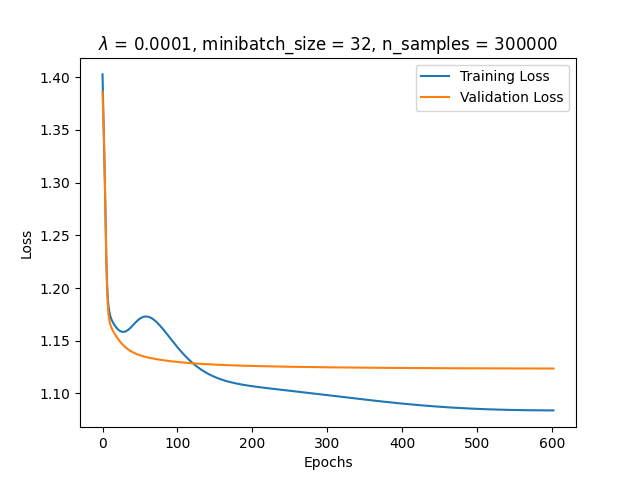 λ = 0.0001, minibatch_size = 32, n_samples = 300000
Training Loss
Validation Loss
1.40
1.35
1.30
1.25
1.20
1.15
1.10
Loss
0 100 200 300 400 500 600
Epochs